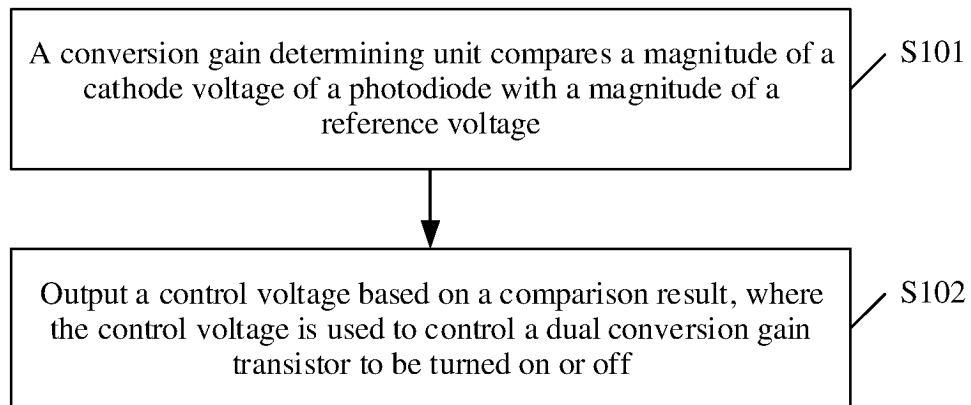 A conversion gain determining unit compares a magnitude of a
cathode voltage of a photodiode with a magnitude of a
reference voltage
S101
Output a control voltage based on a comparison result, where
the control voltage is used to control a dual conversion gain
transistor to be turned on or off
S102